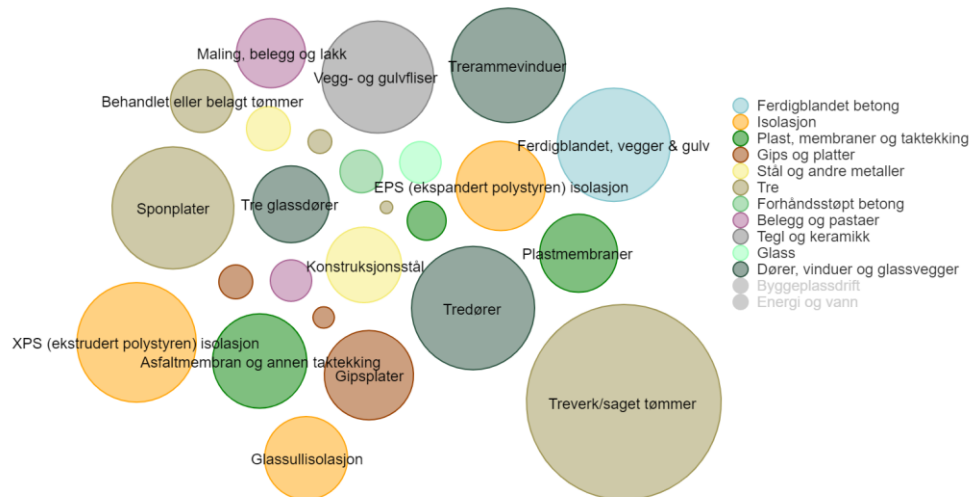 Maling, belegg og lakk
Vegg- og gulvfliser
Trerammevinduer
Behandlet eller belagt tømmer
Ferdigblandet, vegger & gulv
EPS (ekspandert polystyren) isolasjon
Sponplater
Tre glassdører
Plastmembraner
Konstruksjonsstål
Tredører
XPS (ekstrudert polystyren) isolasjon
Asfaltmembran og annen taktekking
Gipsplater
Treverk/saget tømmer
Glassullisolasjon
Ferdigblandet betong
Isolasjon
Plast, membraner og taktekking
Gips og platter
Stål og andre metaller
Tre
Forhåndsstøpt betong
Belegg og pastaer
Tegl og keramikk
Glass
Dører, vinduer og glassvegger
Byggeplassdrift
Energi og vann